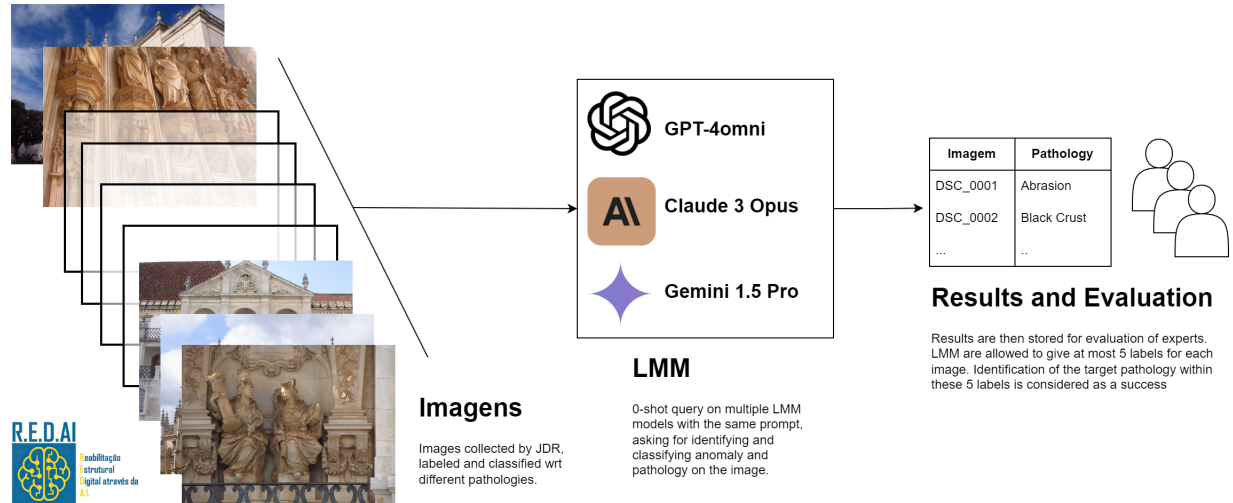 GPT-4omni
Claude 3 Opus
Gemini 1.5 Pro
Imagem Pathology
DSC_0001 Abrasion
DSC_0002 Black Crust
... ..
Imagens
Images collected by JDR,
labeled and classified wrt
different pathologies.
LMM
0-shot query on multiple LMM
models with the same prompt,
asking for identifying and
classifying anomaly and
pathology on the image.
Results and Evaluation
Results are then stored for evaluation of experts.
LMM are allowed to give at most 5 labels for each
image. Identification of the target pathology within
these 5 labels is considered as a success
R.E.D.AI
Reabilitação
Estrutural
Digital através da
A.I.